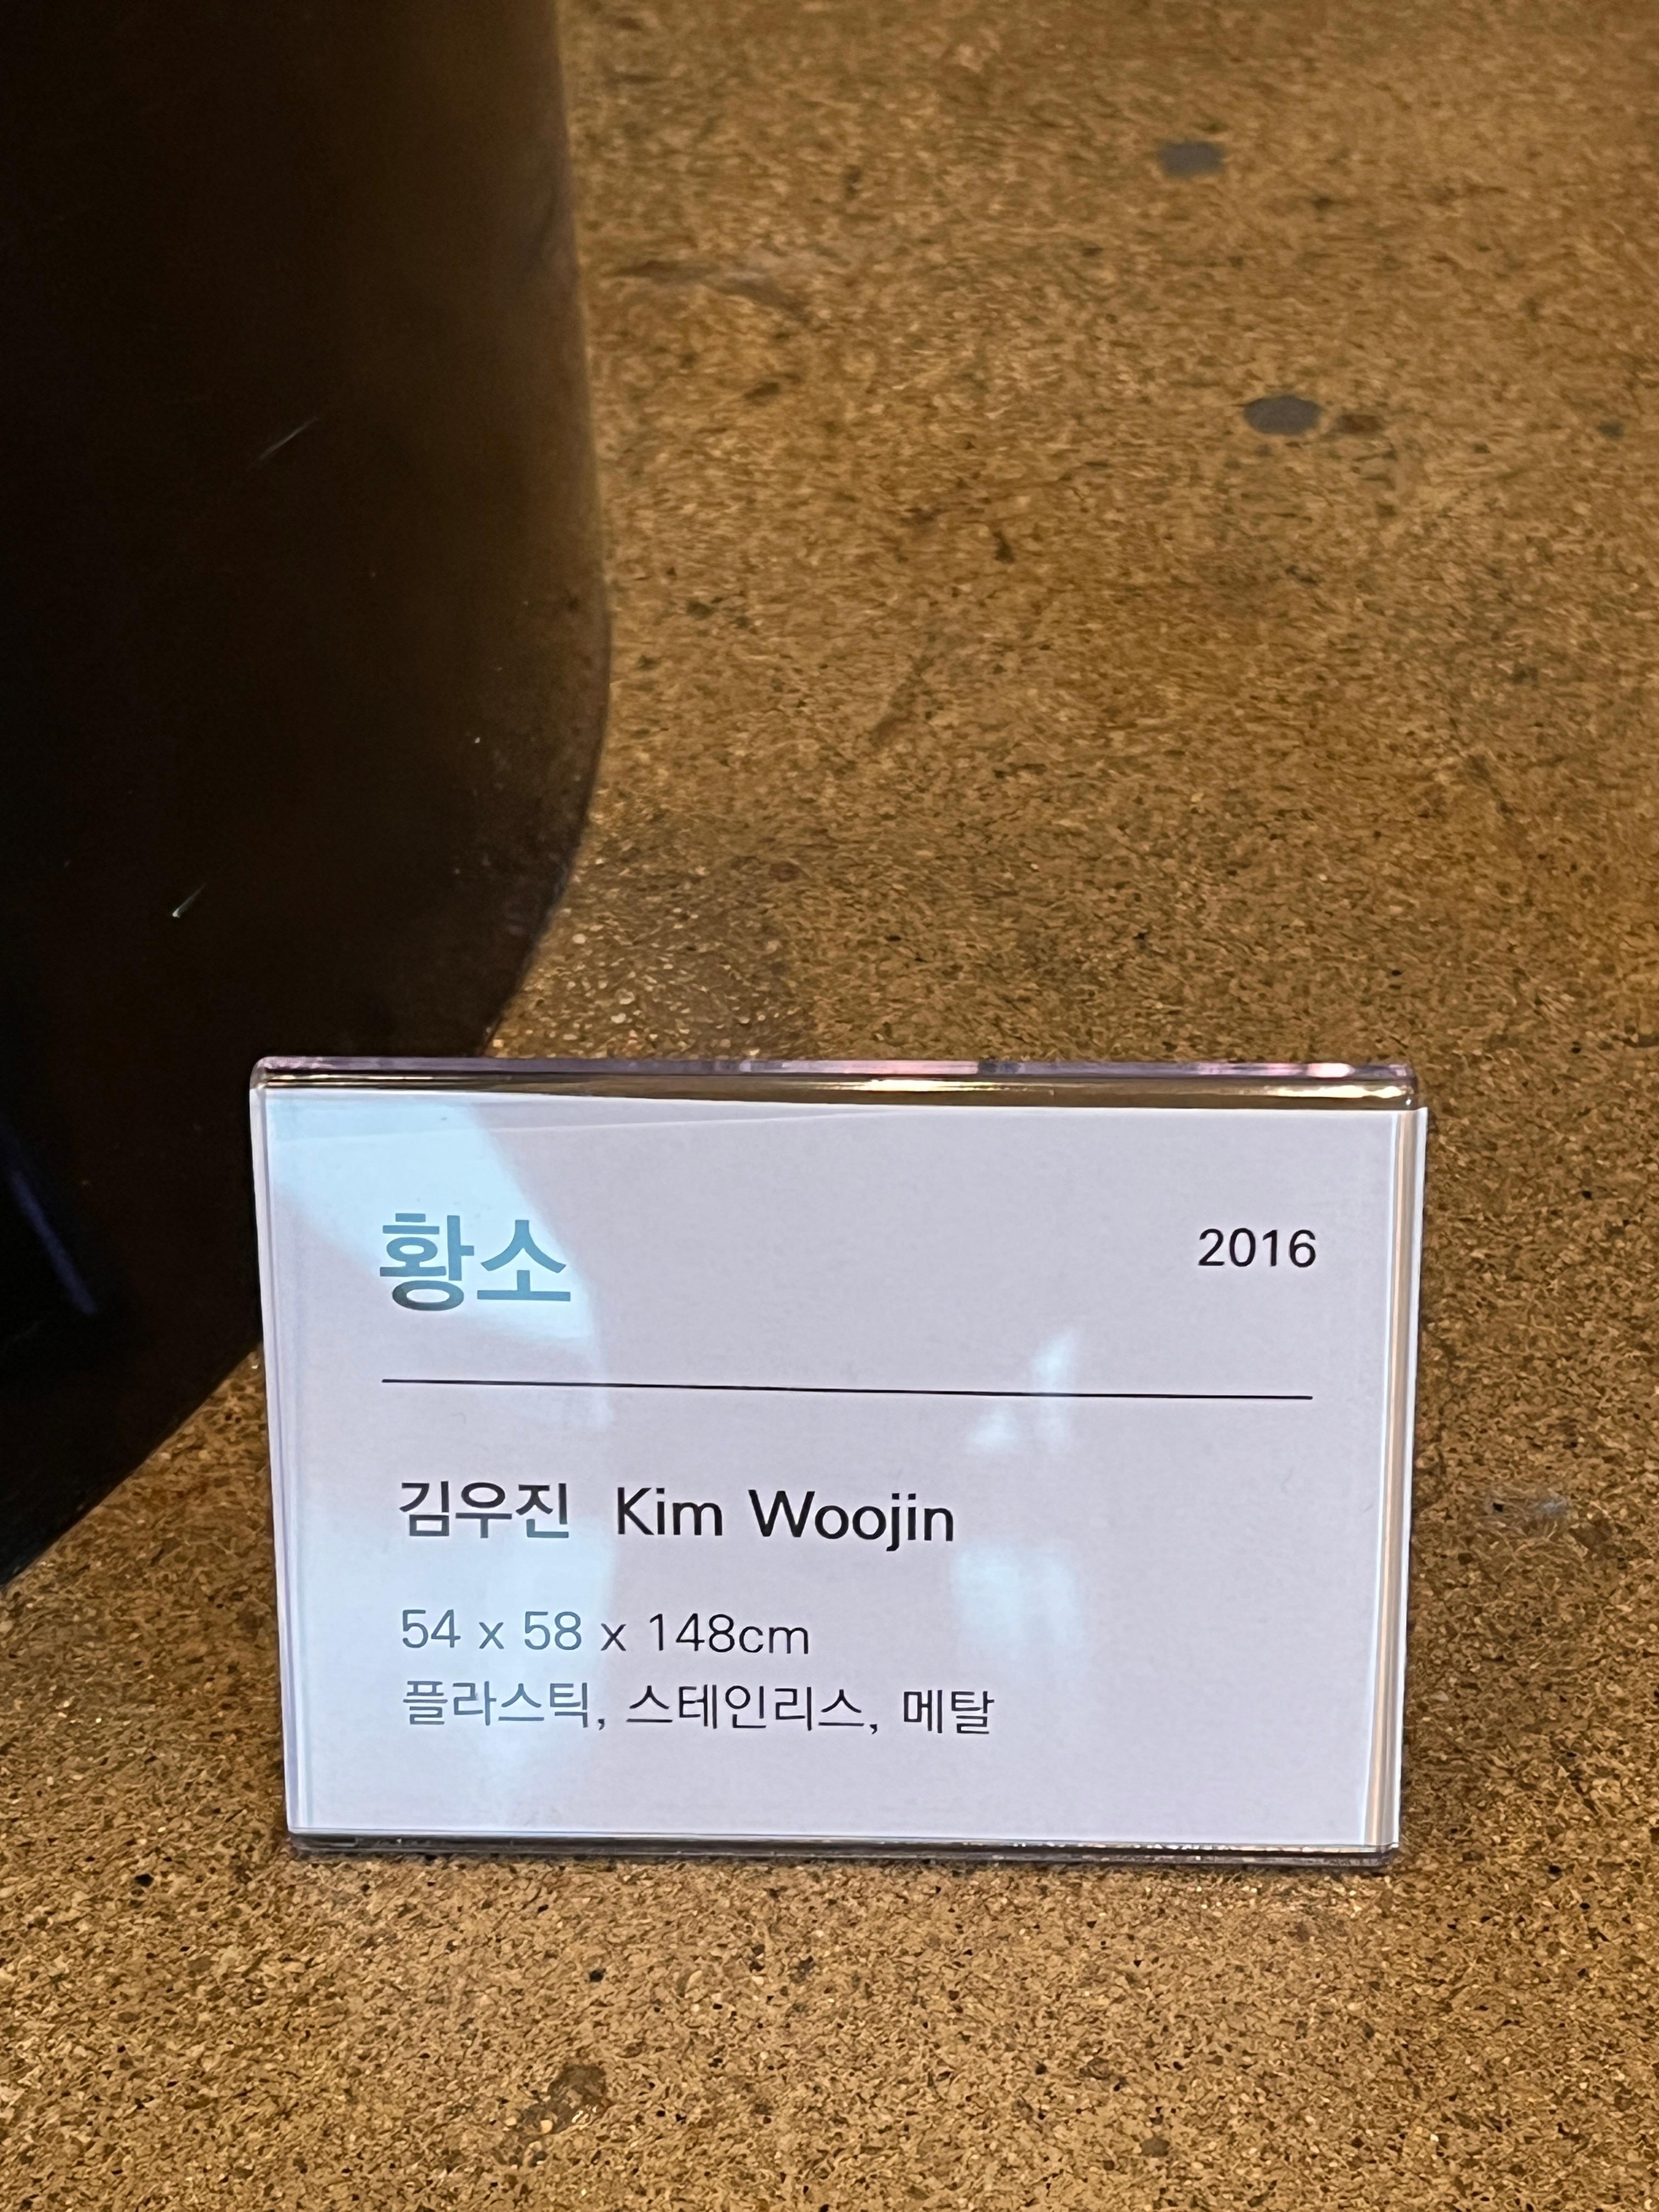 황소 2016
김우진 Kim Woojin
54 x 58 x 148cm
플라스틱, 스테인리스, 메탈